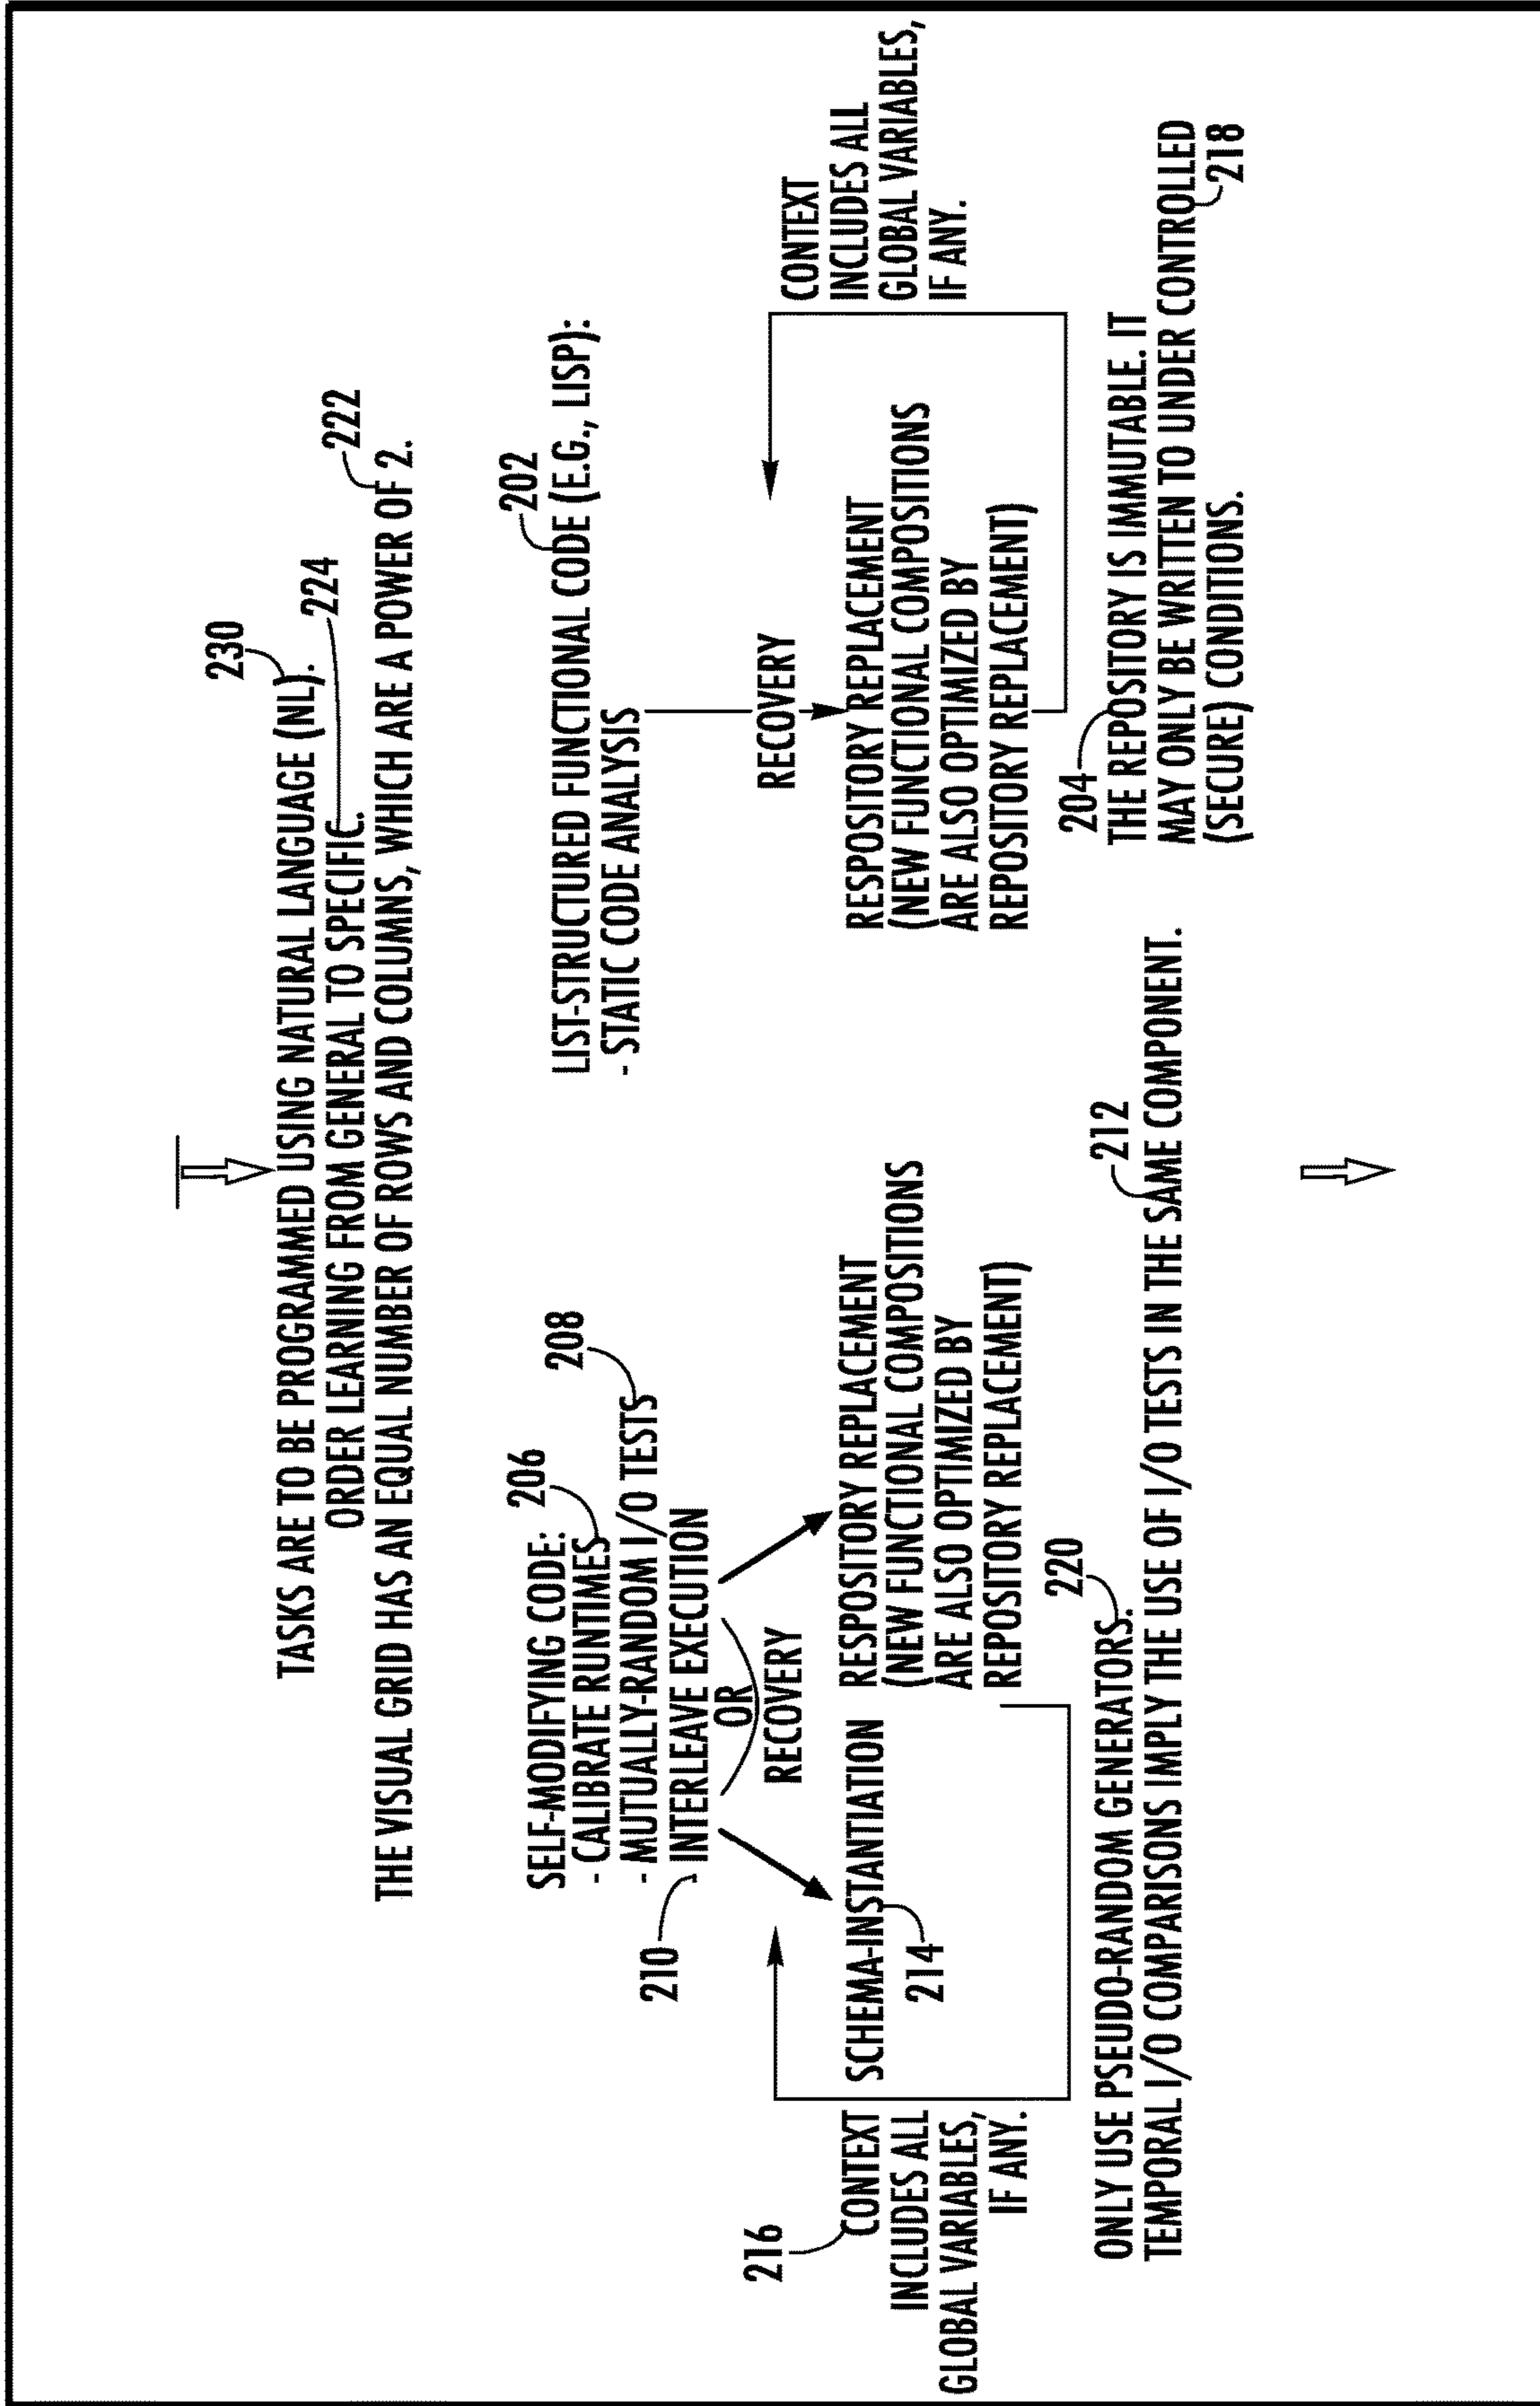 230
TASKS ARE TO BE PROGRAMMED USING NATURAL LANGUAGE (NL).
224
ORDER LEARNING FROM GENERAL TO SPECIFIC.
222
THE VISUAL GRID HAS AN EQUAL NUMBER OF ROWS AND COLUMNS, WHICH ARE A POWER OF 2.
206
208
SELF-MODIFYING CODE:
- CALIBRATE RUNTIMES
- MUTUALLY-RANDOM I/O TESTS
- INTERLEAVE EXECUTION
210
OR
RECOVERY
SCHEMA-INSTANTIATION
214
216
CONTEXT
INCLUDES ALL
GLOBAL VARIABLES,
IF ANY.
RESPOSITORY REPLACEMENT
(NEW FUNCTIONAL COMPOSITIONS
ARE ALSO OPTIMIZED BY
REPOSITORY REPLACEMENT)
202
LIST-STRUCTURED FUNCTIONAL CODE (E.G., LISP):
- STATIC CODE ANALYSIS
RECOVERY
RESPOSITORY REPLACEMENT
(NEW FUNCTIONAL COMPOSITIONS
ARE ALSO OPTIMIZED BY
REPOSITORY REPLACEMENT)
CONTEXT
INCLUDES ALL
GLOBAL VARIABLES,
IF ANY.
220
ONLY USE PSEUDO-RANDOM GENERATORS.
212
TEMPORAL I/O COMPARISONS IMPLY THE USE OF I/O TESTS IN THE SAME COMPONENT.
204
THE REPOSITORY IS IMMUTABLE. IT
MAY ONLY BE WRITTEN TO UNDER CONTROLLED
(SECURE) CONDITIONS.
218